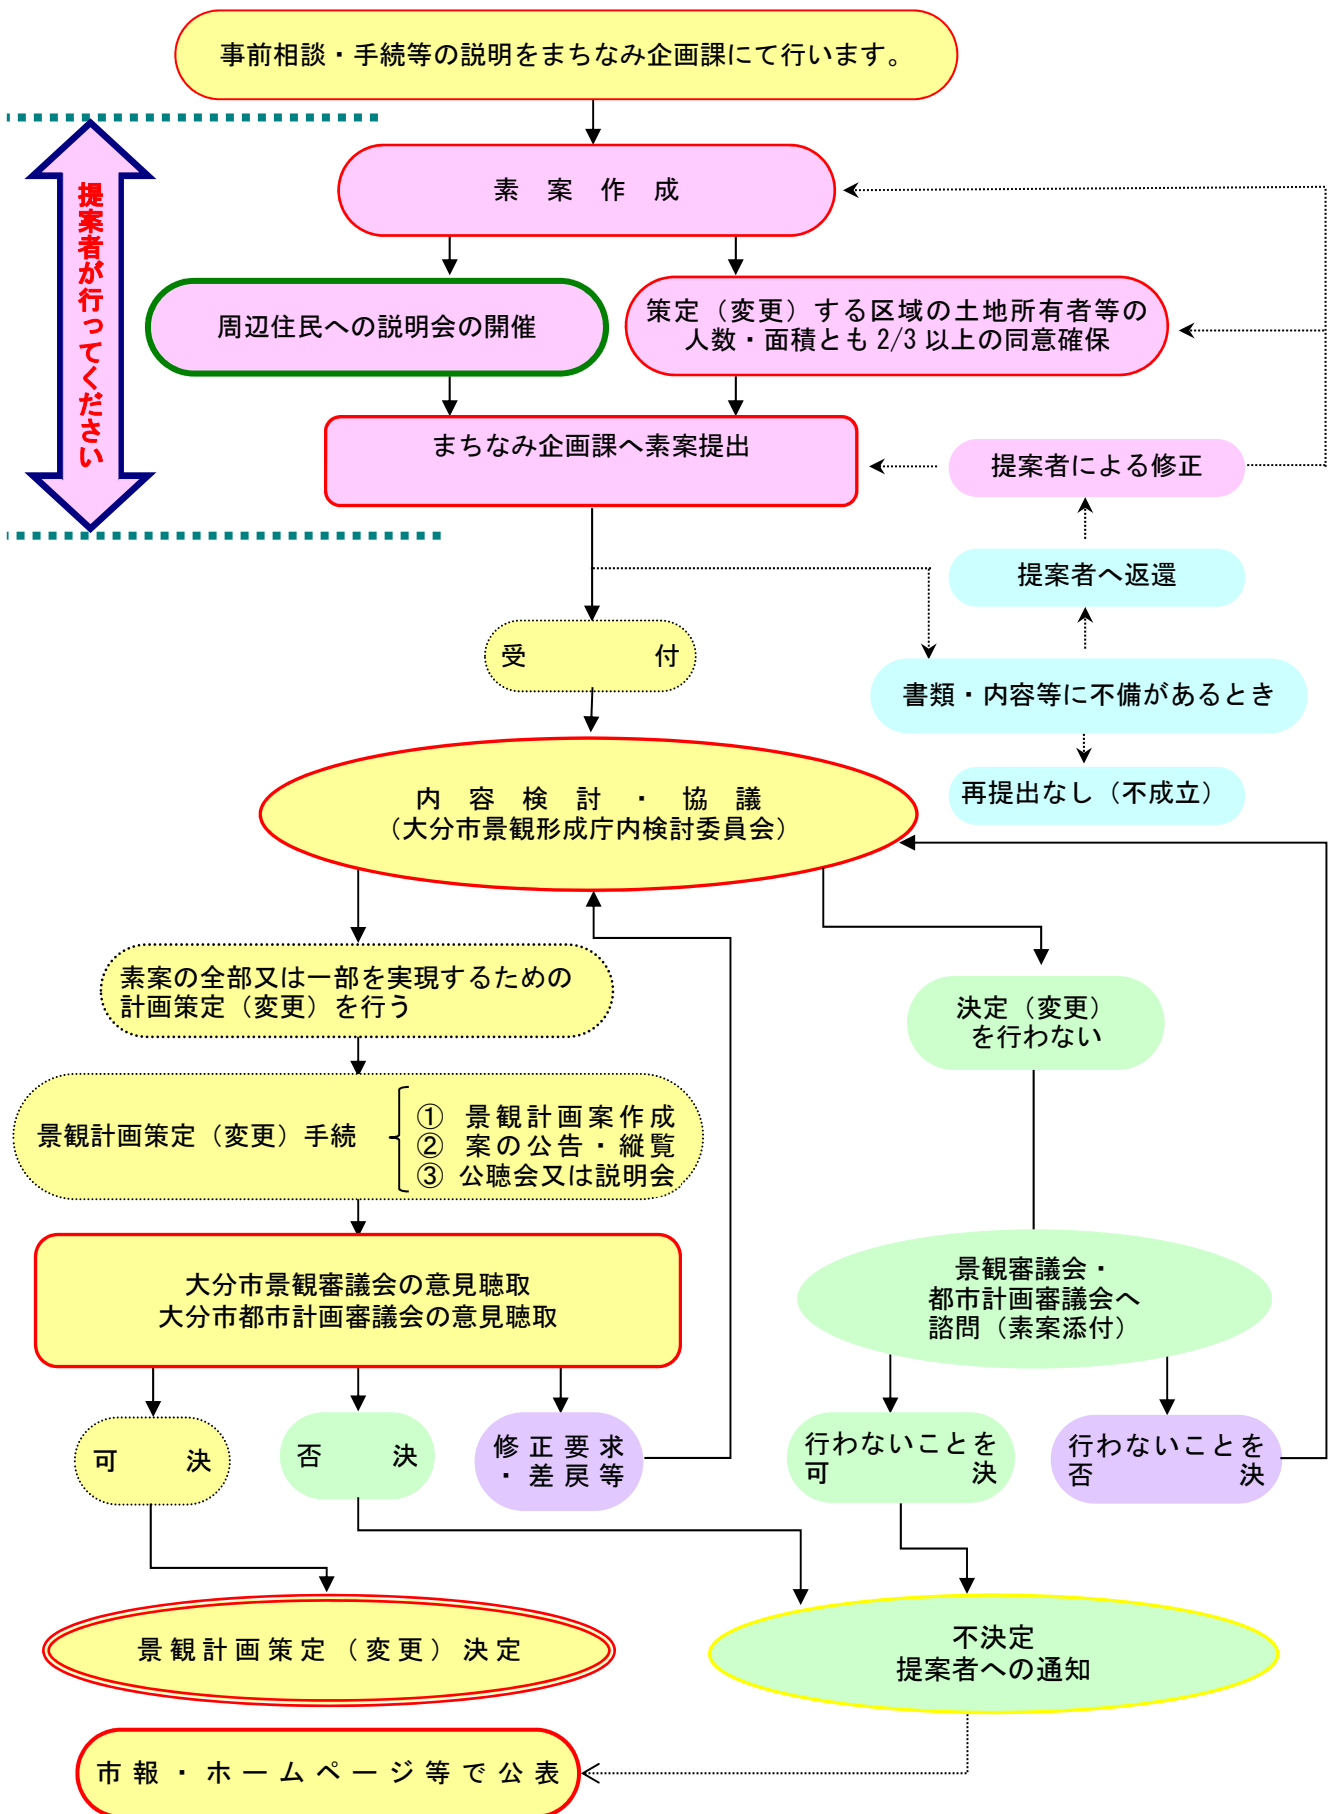 事前相談・手続等の説明をまちなみ企画課にて行います。
提案者が行ってください
素案作成
周辺住民への説明会の開催
策定（変更）する区域の土地所有者等の
人数・面積とも 2/3 以上の同意確保
まちなみ企画課へ素案提出
提案者による修正
提案者へ返還
受付
書類・内容等に不備があるとき
再提出なし（不成立）
内容検討・協議
（大分市景観形成庁内検討委員会）
素案の全部又は一部を実現するための
計画策定（変更）を行う
決定（変更）
を行わない
景観計画策定（変更）手続
① 景観計画案作成
② 案の公告・縦覧
③ 公聴会又は説明会
大分市景観審議会の意見聴取
大分市都市計画審議会の意見聴取
景観審議会・
都市計画審議会へ
諮問（素案添付）
可決
否決
修正要求
・差戻等
行わないことを
可決
行わないことを
否決
景観計画策定（変更）決定
不決定
提案者への通知
市報・ホームページ等で公表